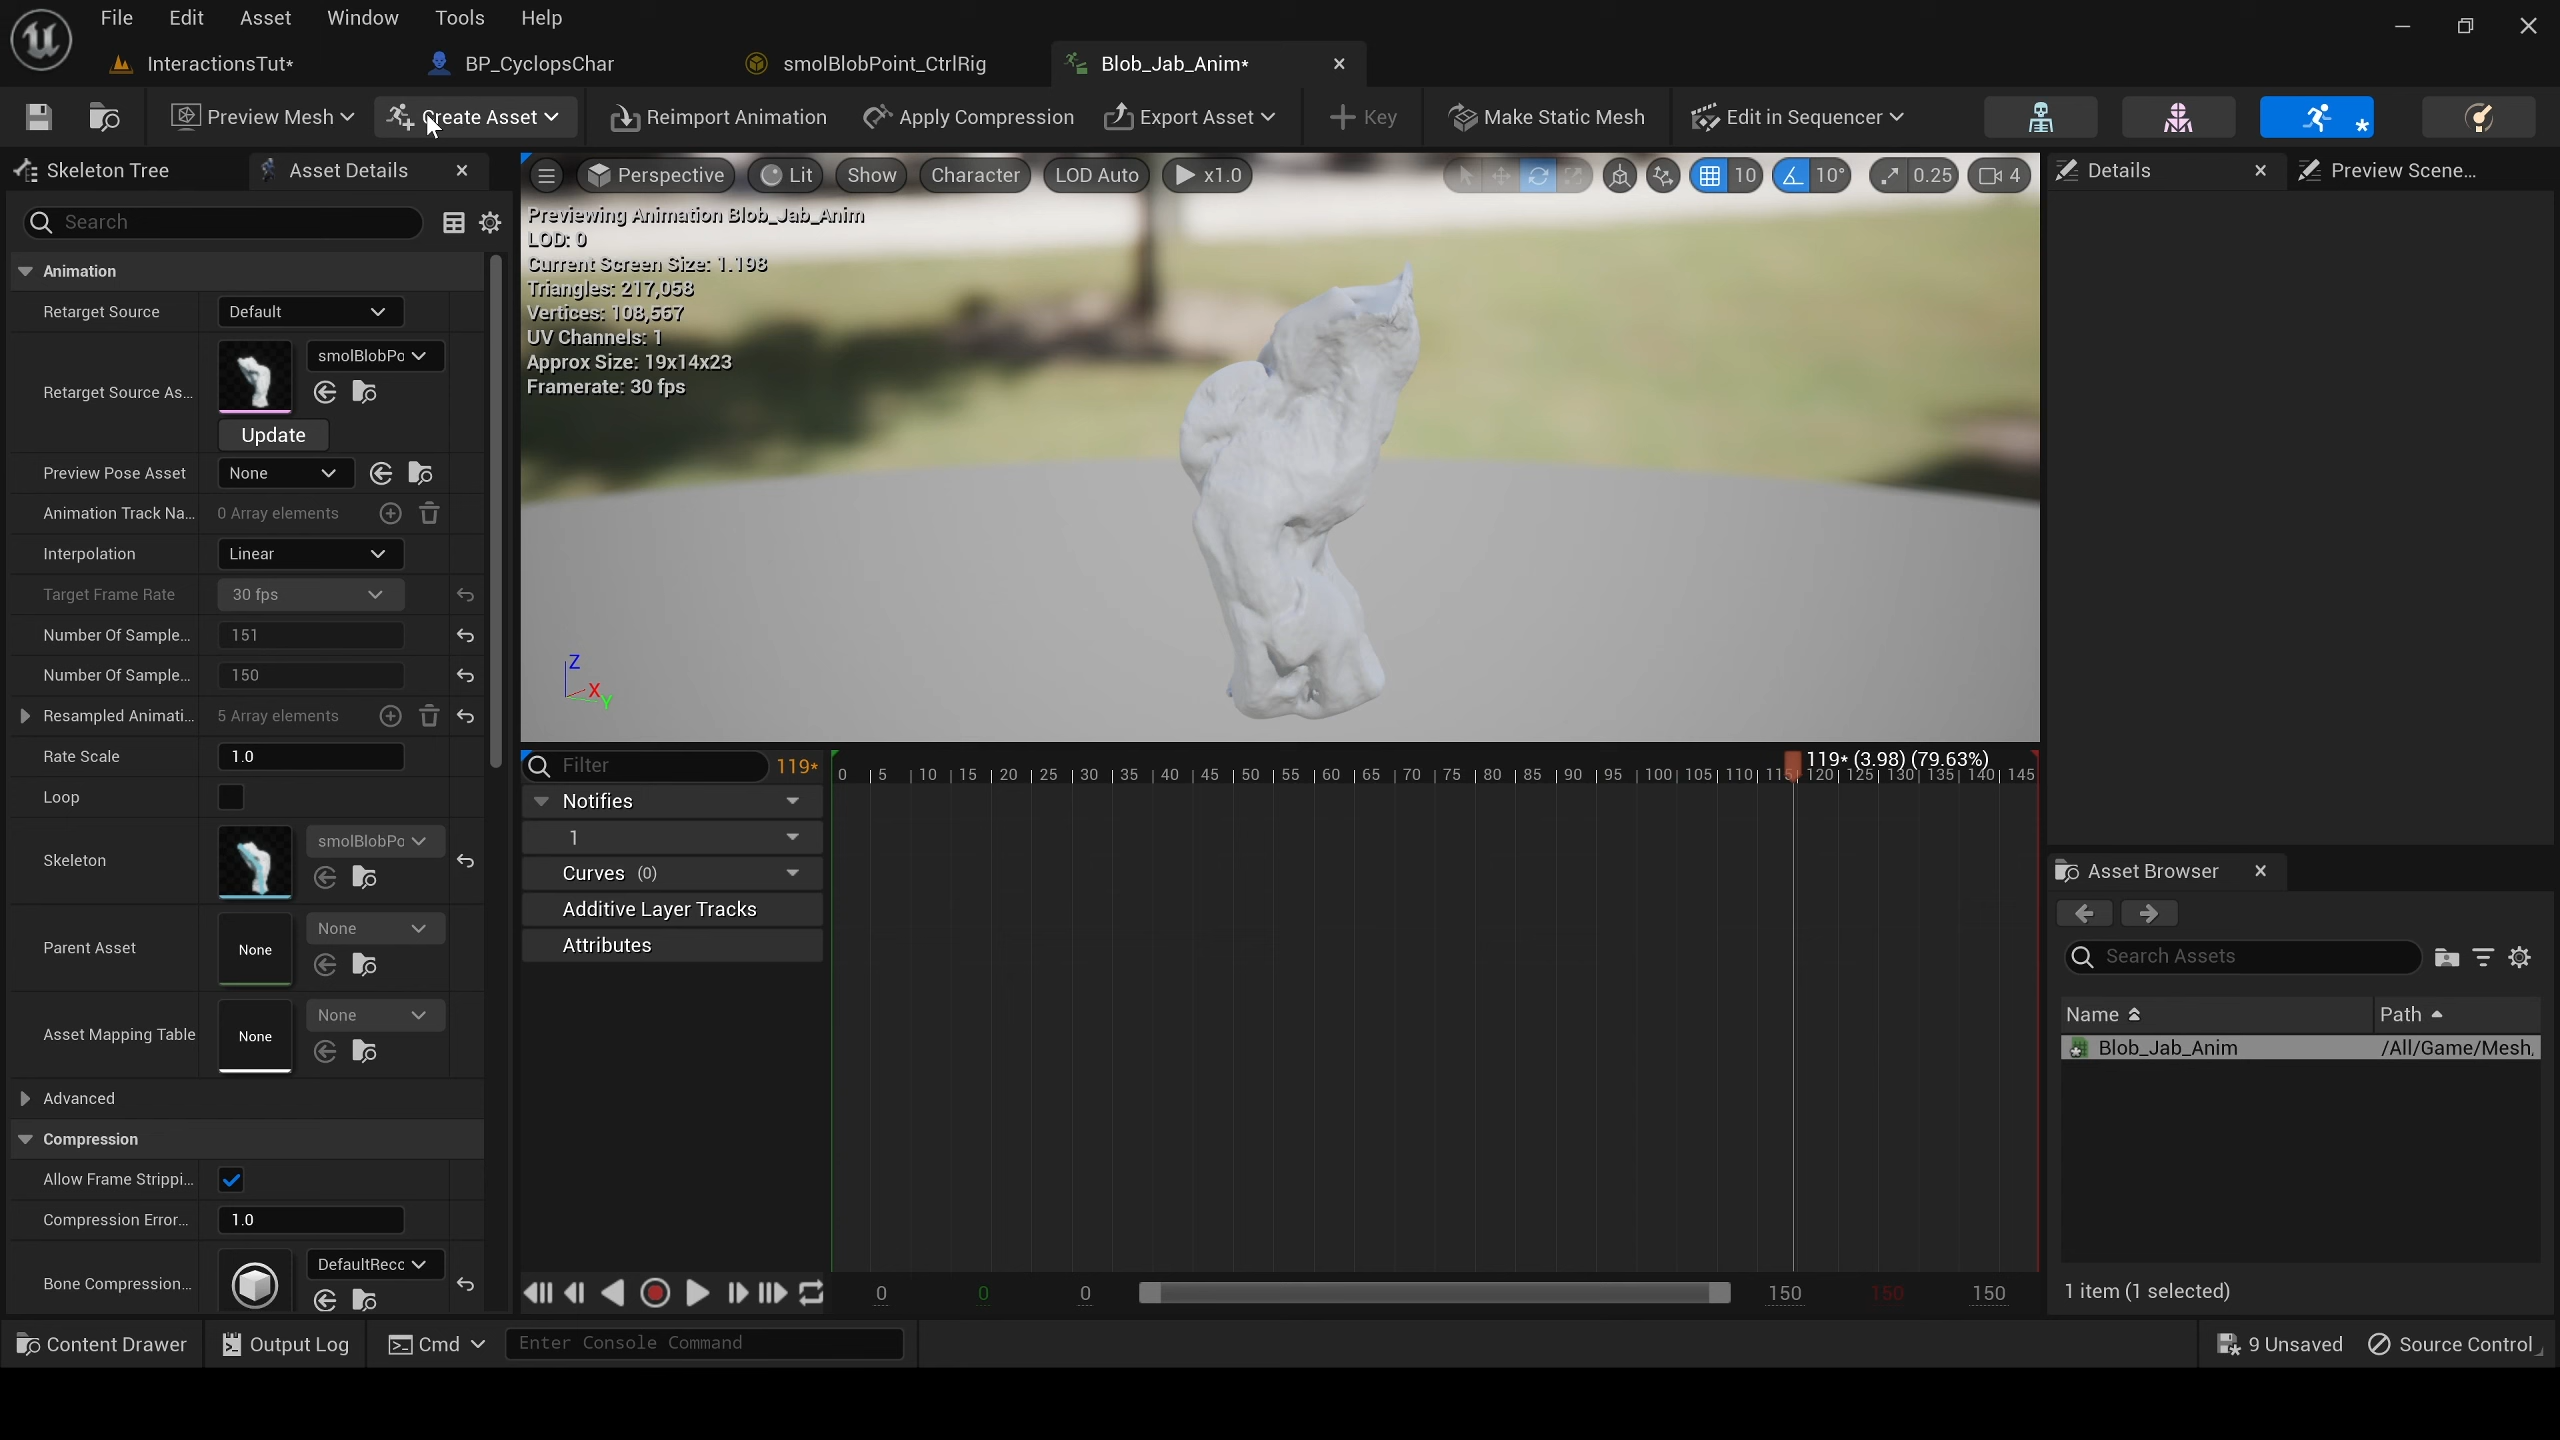 File Edit Asset Window Tools Help
InteractionsTut* BP_CyclopsChar smolBlobPoint_CtrlRig Blob_Jab_Anim*
Preview Mesh Create Asset Reimport Animation Apply Compression Export Asset Key Make Static Mesh Edit in Sequencer
Skeleton Tree Asset Details
Search
Animation
Retarget Source Default
Retarget Source As... smolBlobPo
Update
Preview Pose Asset None
Animation Track Na... 0 Array elements
Interpolation Linear
Target Frame Rate 30 fps
Number Of Sample... 151
Number Of Sample... 150
Resampled Animati... 5 Array elements
Rate Scale 1.0
Loop
Skeleton smolBlobPo
Parent Asset None None
Asset Mapping Table None None
Advanced
Compression
Allow Frame Strippi...
Compression Error... 1.0
Bone Compression... DefaultRecc
Perspective Lit Show Character LOD Auto x1.0 10 10° 0.25 4
Previewing Animation Blob_Jab_Anim
LOD: 0
Current Screen Size: 1.198
Triangles: 217,058
Vertices: 108,567
UV Channels: 1
Approx Size: 19x14x23
Framerate: 30 fps
Z
X
Y
Filter 119*
119* (3.98) (79.63%)
0 5 10 15 20 25 30 35 40 45 50 55 60 65 70 75 80 85 90 95 100 105 110 115 120 125 130 135 140 145
Notifies
1
Curves (0)
Additive Layer Tracks
Attributes
0 0 0 150 150 150
Details Preview Scene...
Asset Browser
Search Assets
Name Path
Blob_Jab_Anim /All/Game/Mesh,
1 item (1 selected)
Content Drawer Output Log Cmd Enter Console Command 9 Unsaved Source Control